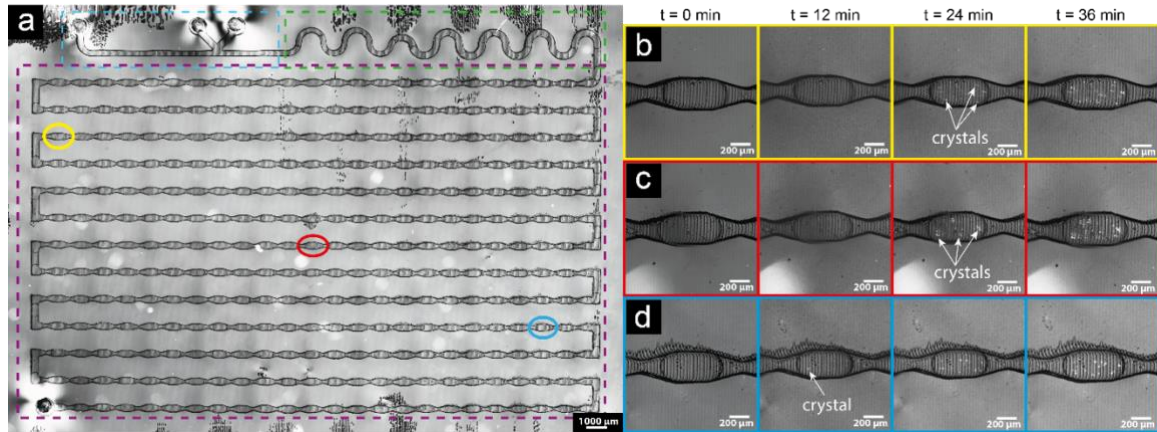 a
1000 µm
t = 0 min t = 12 min t = 24 min t = 36 min
b
crystals
200 µm 200 µm 200 µm 200 µm
c
crystals
200 µm 200 µm 200 µm 200 µm
d
crystal
200 µm 200 µm 200 µm 200 µm